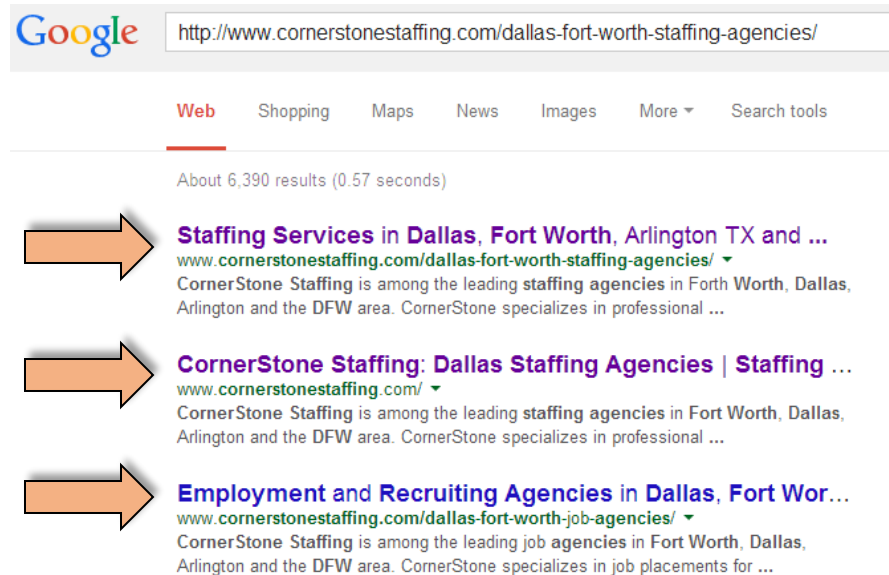 Google http://www.cornerstonestaffing.com/dallas-fort-worth-staffing-agencies/
Web Shopping Maps News Images More Search tools
About 6,390 results (0.57 seconds)
Staffing Services in Dallas, Fort Worth, Arlington TX and ...
www.cornerstonestaffing.com/dallas-fort-worth-staffing-agencies/
CornerStone Staffing is among the leading staffing agencies in Forth Worth, Dallas,
Arlington and the DFW area. CornerStone specializes in professional ...
CornerStone Staffing: Dallas Staffing Agencies | Staffing ...
www.cornerstonestaffing.com/
CornerStone Staffing is among the leading staffing agencies in Fort Worth, Dallas,
Arlington and the DFW area. CornerStone specializes in professional ...
Employment and Recruiting Agencies in Dallas, Fort Wor...
www.cornerstonestaffing.com/dallas-fort-worth-job-agencies/
CornerStone Staffing is among the leading job agencies in Fort Worth, Dallas,
Arlington and the DFW area. CornerStone specializes in job placements for ...